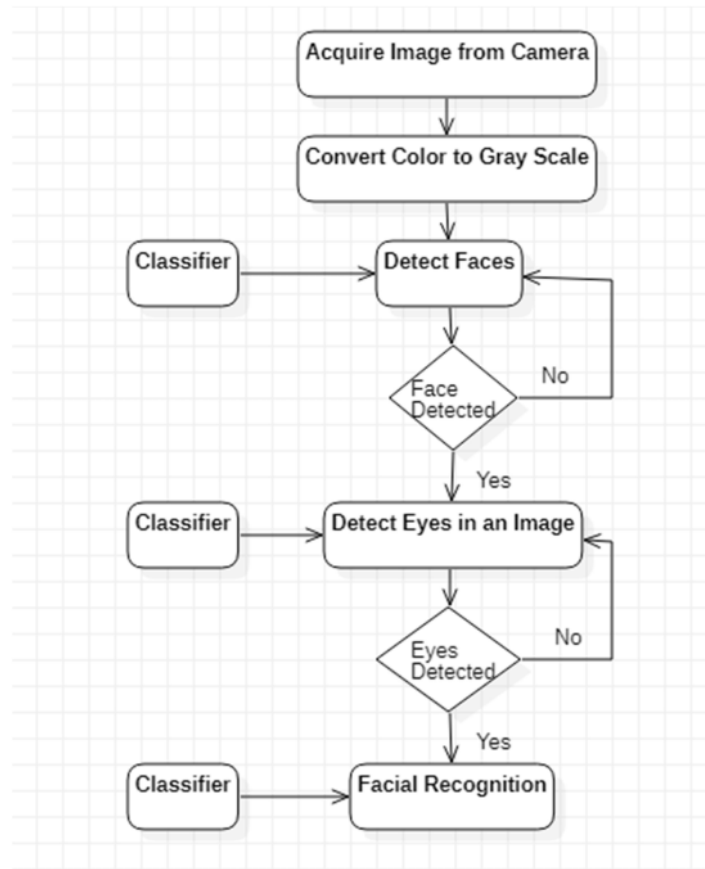 Acquire Image from Camera
Convert Color to Gray Scale
Classifier
Detect Faces
Face
Detected
No
Yes
Classifier
Detect Eyes in an Image
Eyes
Detected
No
Yes
Classifier
Facial Recognition